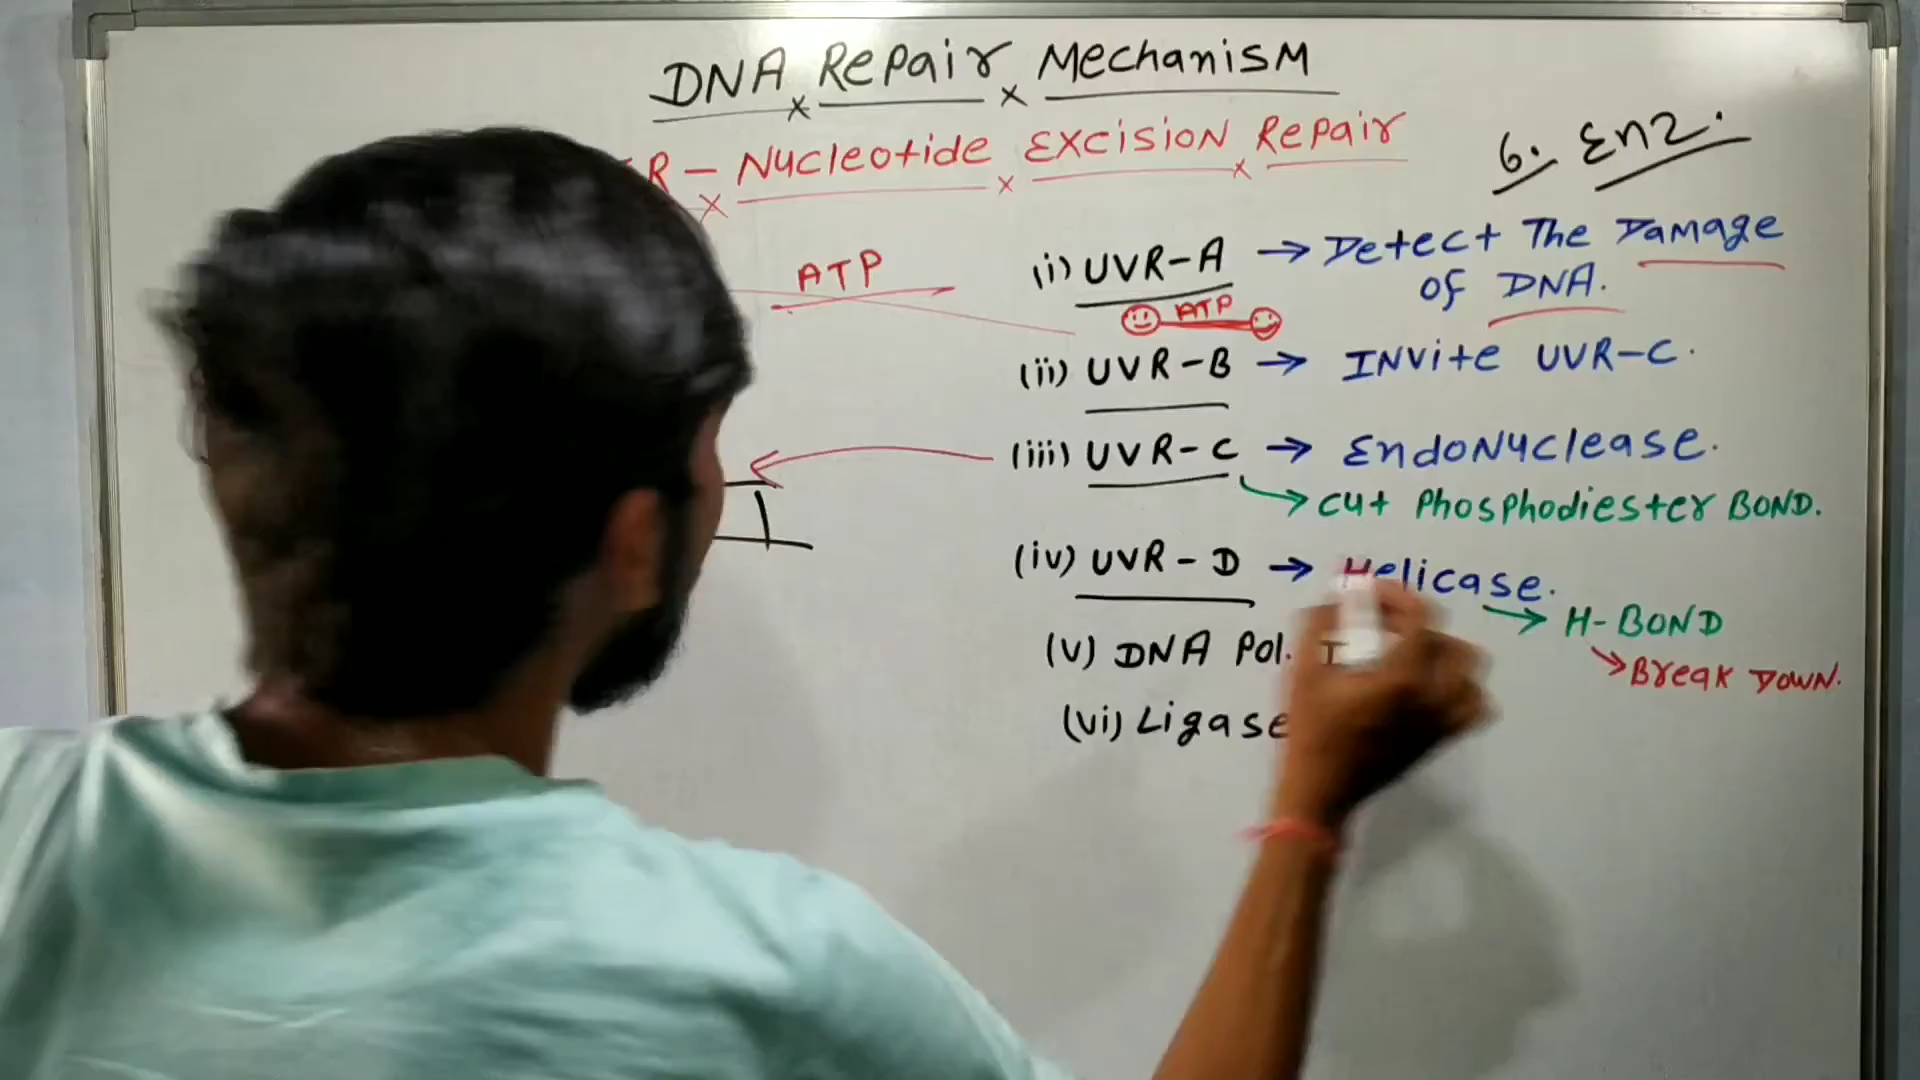 DNA Repair Mechanism
R - Nucleotide Excision Repair
6. Enz.
ATP
(i) UVR-A → Detect The Damage
of DNA.
ATP
(ii) UVR-B → INVite UVR-C.
(iii) UVR-C → EndoNuclease.
→ Cut Phosphodiester BOND.
(iv) UVR-D → Helicase.
→ H-BOND
→ Break DOWN.
(v) DNA Pol. I
(vi) Ligase